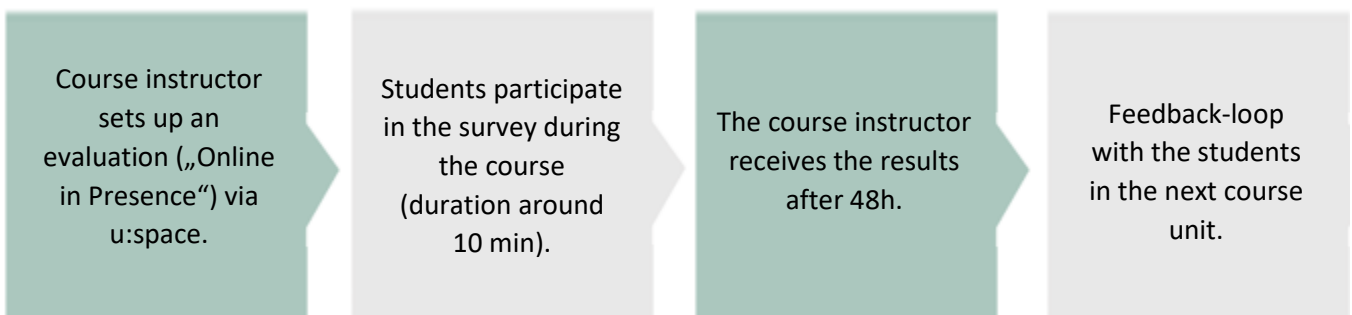 Course instructor
sets up an
evaluation („Online
in Presence“) via
u:space.
Students participate
in the survey during
the course
(duration around
10 min).
The course instructor
receives the results
after 48h.
Feedback-loop
with the students
in the next course
unit.